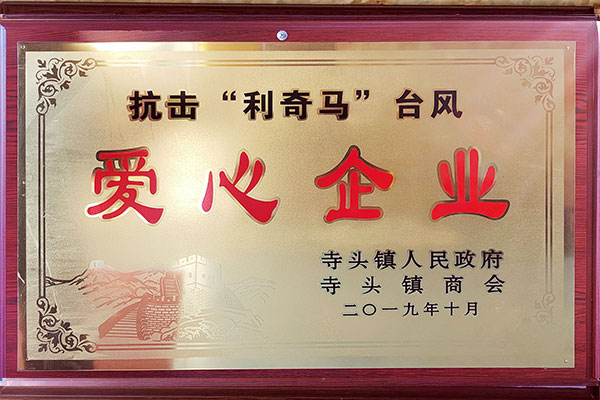 抗击“利奇马”台风
爱心企业
寺头镇人民政府
寺头镇商会
二〇一九年十月